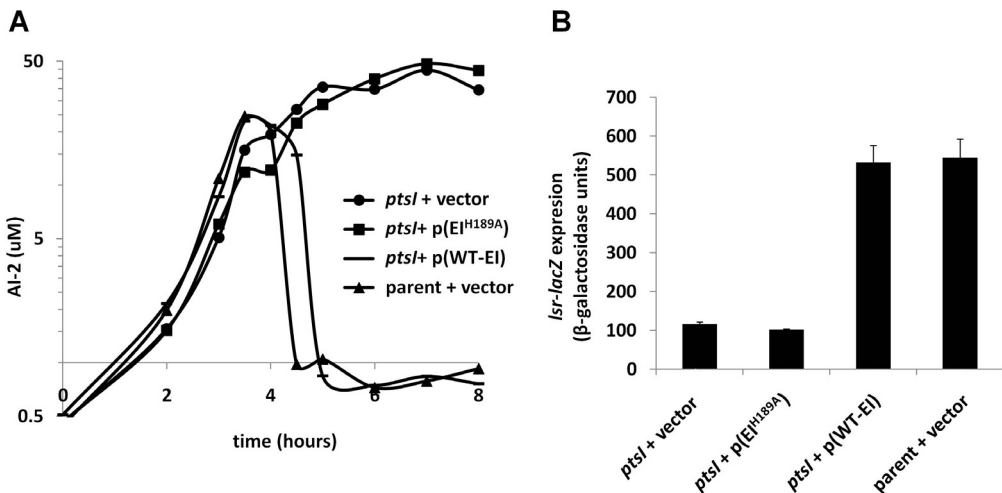 A
50
5
0.5
AI-2 (uM)
0 2 4 6 8
time (hours)
ptsI + vector
ptsI+ p(EI^H189A)
ptsI+ p(WT-EI)
parent + vector
B
700
600
500
400
300
200
100
0
lsr-lacZ expresion
(β-galactosidase units)
ptsI + vector
ptsI + p(EI^H189A)
ptsI + p(WT-EI)
parent + vector